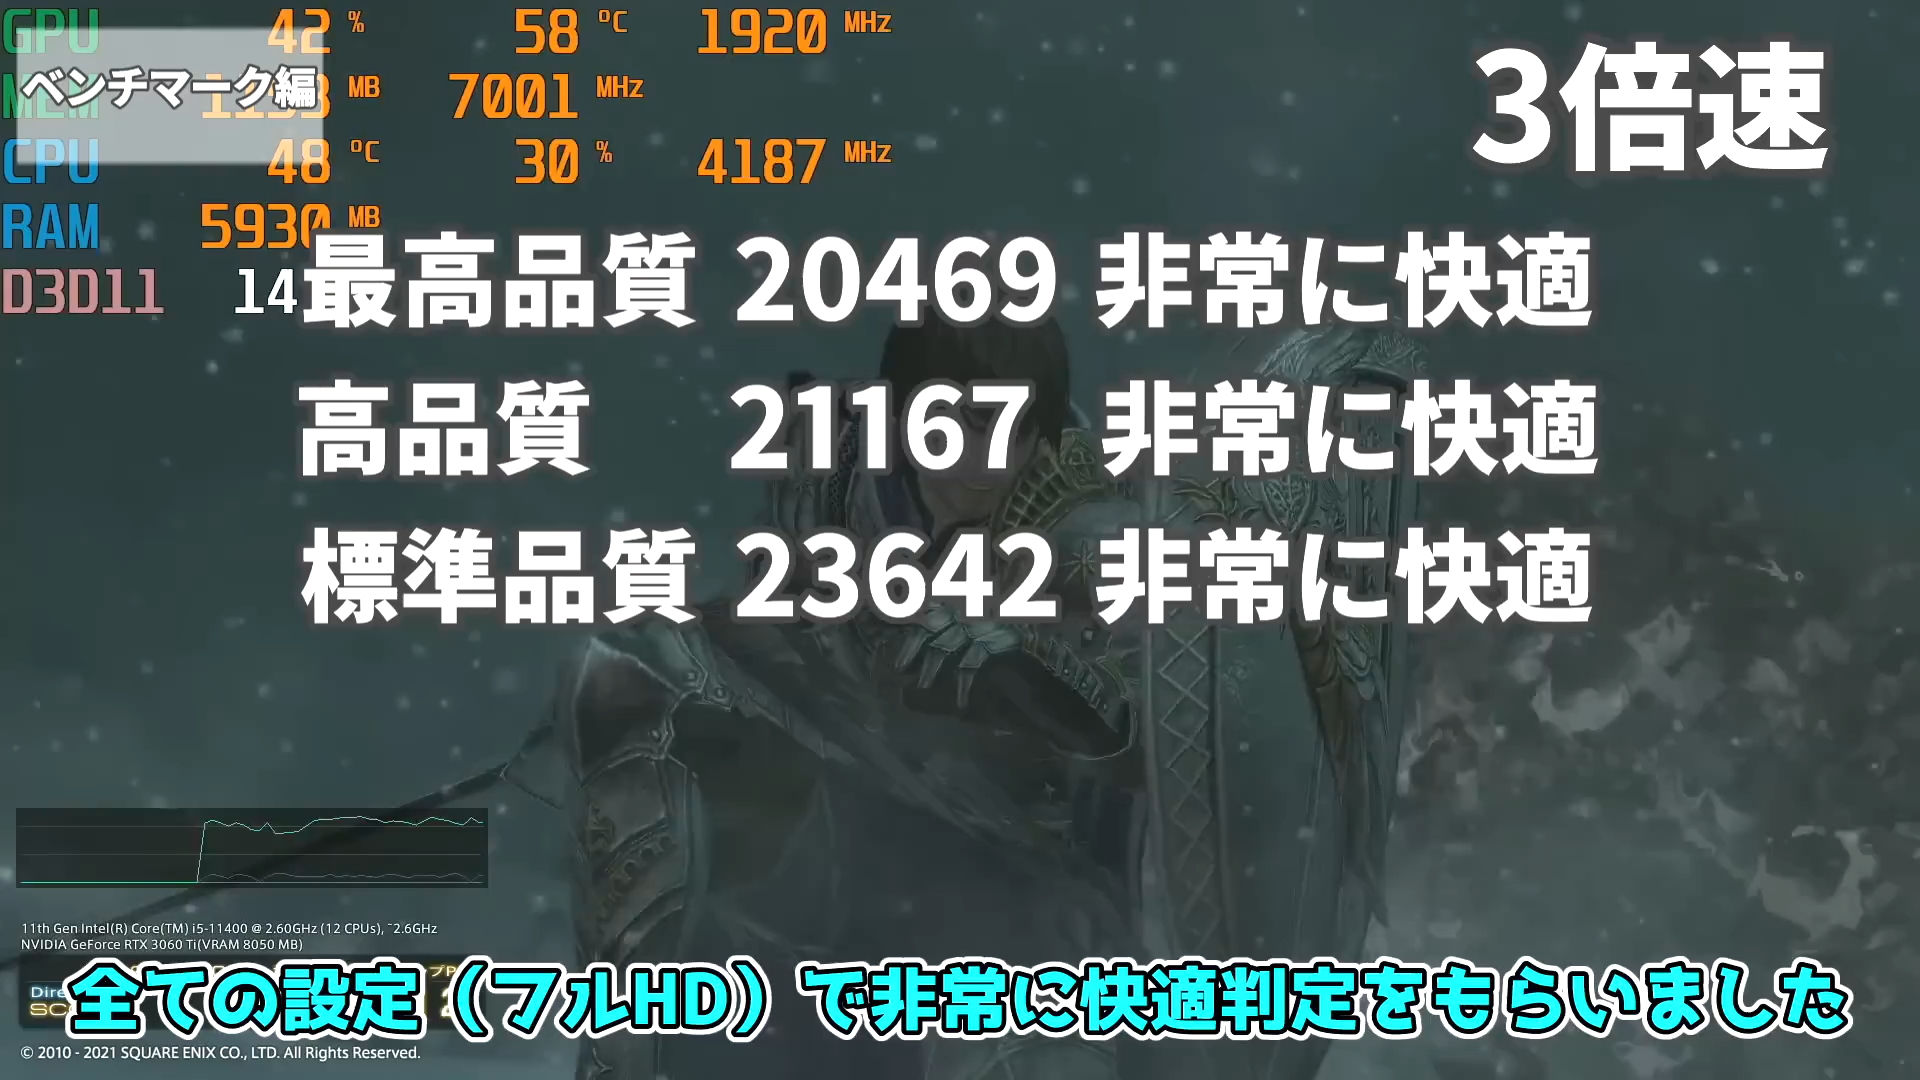 GPU 42 % 58 °C 1920 MHz
3倍速
ベンチマーク編
MB 7001 MHz
CPU 48 °C 30 % 4187 MHz
RAM 5930 MB
D3D11 14
最高品質 20469 非常に快適
高品質 21167 非常に快適
標準品質 23642 非常に快適
11th Gen Intel(R) Core(TM) i5-11400 @ 2.60GHz (12 CPUs), ~2.6GHz
NVIDIA GeForce RTX 3060 Ti(VRAM 8050 MB)
全ての設定（フルHD）で非常に快適判定をもらいました
© 2010 - 2021 SQUARE ENIX CO., LTD. All Rights Reserved.